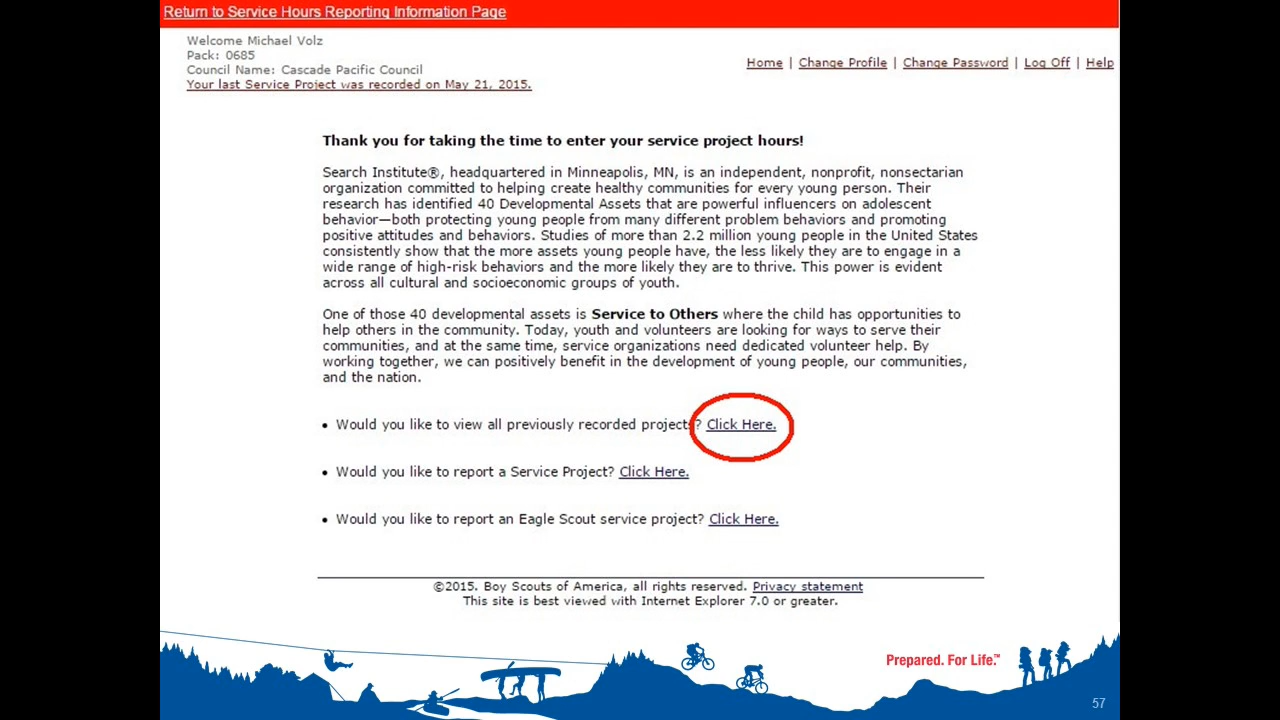 Return to Service Hours Reporting Information Page
Welcome Michael Volz
Pack: 0685
Council Name: Cascade Pacific Council
Your last Service Project was recorded on May 21, 2015.
Home | Change Profile | Change Password | Log Off | Help
Thank you for taking the time to enter your service project hours!
Search Institute®, headquartered in Minneapolis, MN, is an independent, nonprofit, nonsectarian
organization committed to helping create healthy communities for every young person. Their
research has identified 40 Developmental Assets that are powerful influencers on adolescent
behavior—both protecting young people from many different problem behaviors and promoting
positive attitudes and behaviors. Studies of more than 2.2 million young people in the United States
consistently show that the more assets young people have, the less likely they are to engage in a
wide range of high-risk behaviors and the more likely they are to thrive. This power is evident
across all cultural and socioeconomic groups of youth.
One of those 40 developmental assets is Service to Others where the child has opportunities to
help others in the community. Today, youth and volunteers are looking for ways to serve their
communities, and at the same time, service organizations need dedicated volunteer help. By
working together, we can positively benefit in the development of young people, our communities,
and the nation.
• Would you like to view all previously recorded projects? Click Here.
• Would you like to report a Service Project? Click Here.
• Would you like to report an Eagle Scout service project? Click Here.
©2015. Boy Scouts of America, all rights reserved. Privacy statement
This site is best viewed with Internet Explorer 7.0 or greater.
Prepared. For Life.™
57